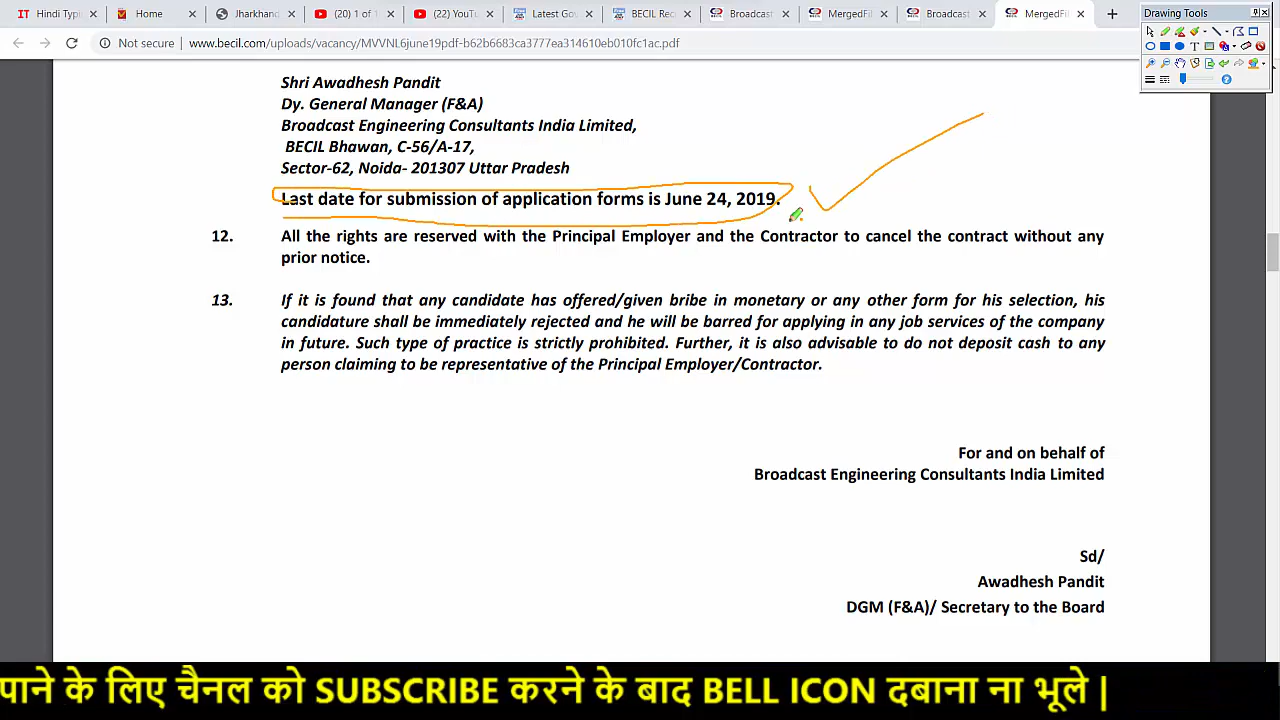 IT Hindi Typi
Home
Jharkhand
(20) 1 of 1
(22) YouTu
Latest Gov
BECIL Rec
Broadcast
MergedFil
Broadcast
MergedFil
Drawing Tools
Not secure | www.becil.com/uploads/vacancy/MVVNL6june19pdf-b62b6683ca3777ea314610eb010fc1ac.pdf
Shri Awadhesh Pandit
Dy. General Manager (F&A)
Broadcast Engineering Consultants India Limited,
BECIL Bhawan, C-56/A-17,
Sector-62, Noida- 201307 Uttar Pradesh
Last date for submission of application forms is June 24, 2019.
12. All the rights are reserved with the Principal Employer and the Contractor to cancel the contract without any
prior notice.
13. If it is found that any candidate has offered/given bribe in monetary or any other form for his selection, his
candidature shall be immediately rejected and he will be barred for applying in any job services of the company
in future. Such type of practice is strictly prohibited. Further, it is also advisable to do not deposit cash to any
person claiming to be representative of the Principal Employer/Contractor.
For and on behalf of
Broadcast Engineering Consultants India Limited
Sd/
Awadhesh Pandit
DGM (F&A)/ Secretary to the Board
पाने के लिए चैनल को SUBSCRIBE करने के बाद BELL ICON दबाना ना भूले |